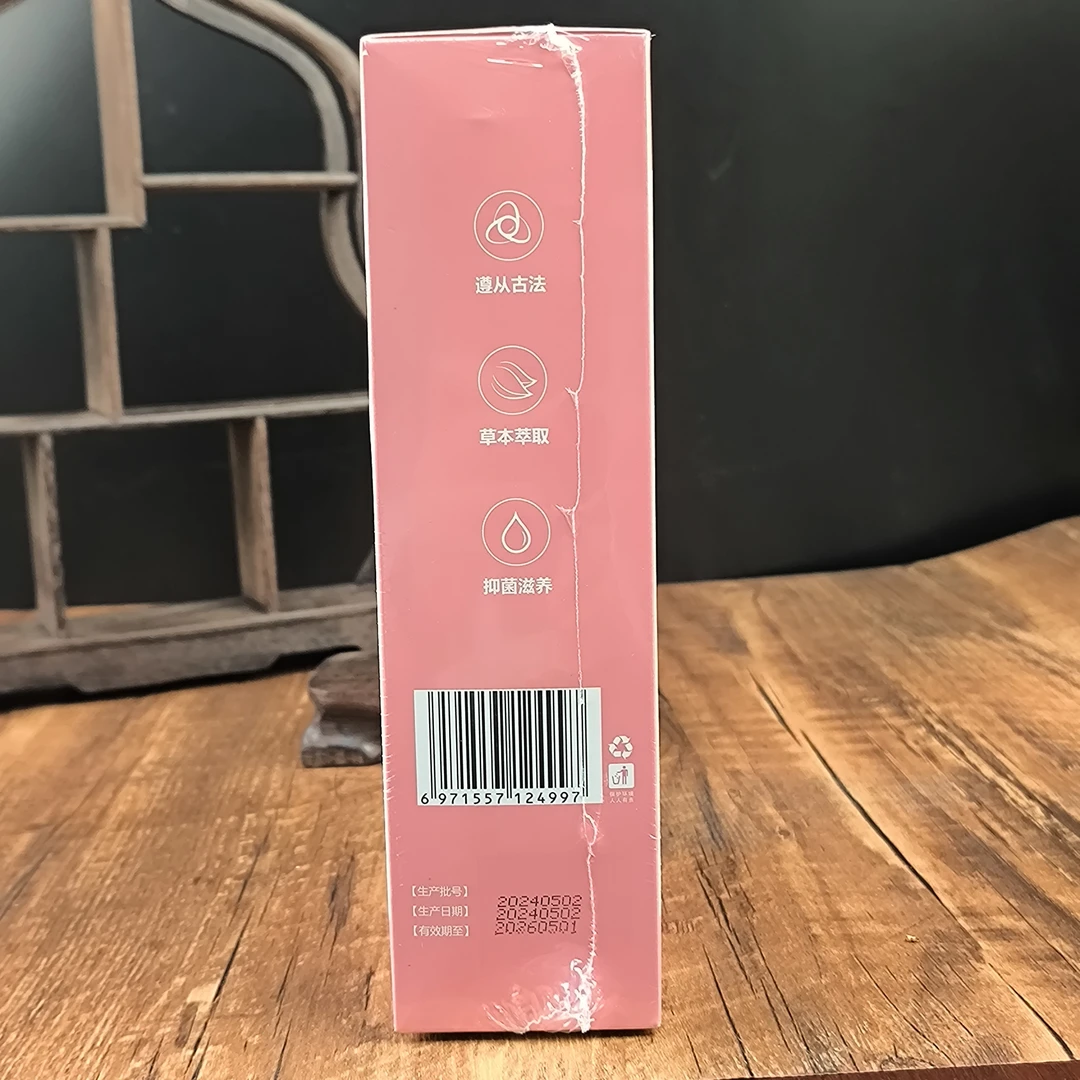 遵从古法
草本萃取
抑菌滋养
6 971557 124997
【生产批号】 20240502
【生产日期】 20240502
【有效期至】 20260501